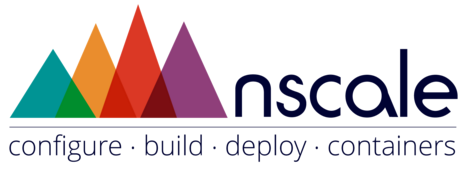 nscale
configure · build · deploy · containers